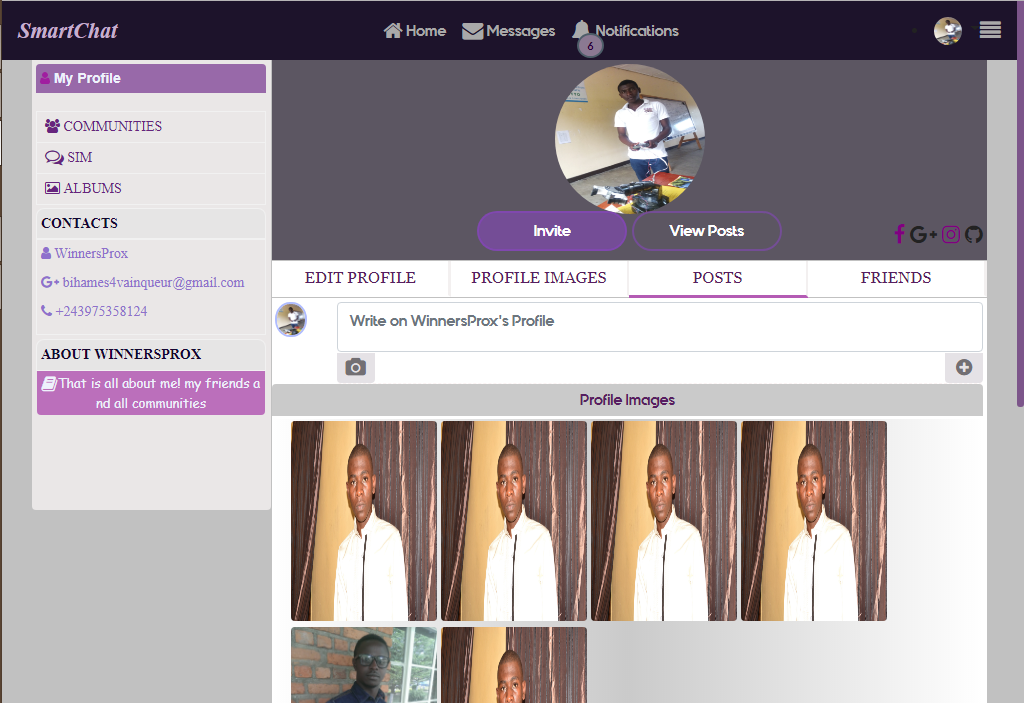 SmartChat
Home
Messages
Notifications
6
My Profile
COMMUNITIES
SIM
ALBUMS
CONTACTS
WinnersProx
bihames4vainqueur@gmail.com
+243975358124
ABOUT WINNERSPROX
That is all about me! my friends a
nd all communities
Invite
View Posts
EDIT PROFILE
PROFILE IMAGES
POSTS
FRIENDS
Write on WinnersProx's Profile
Profile Images